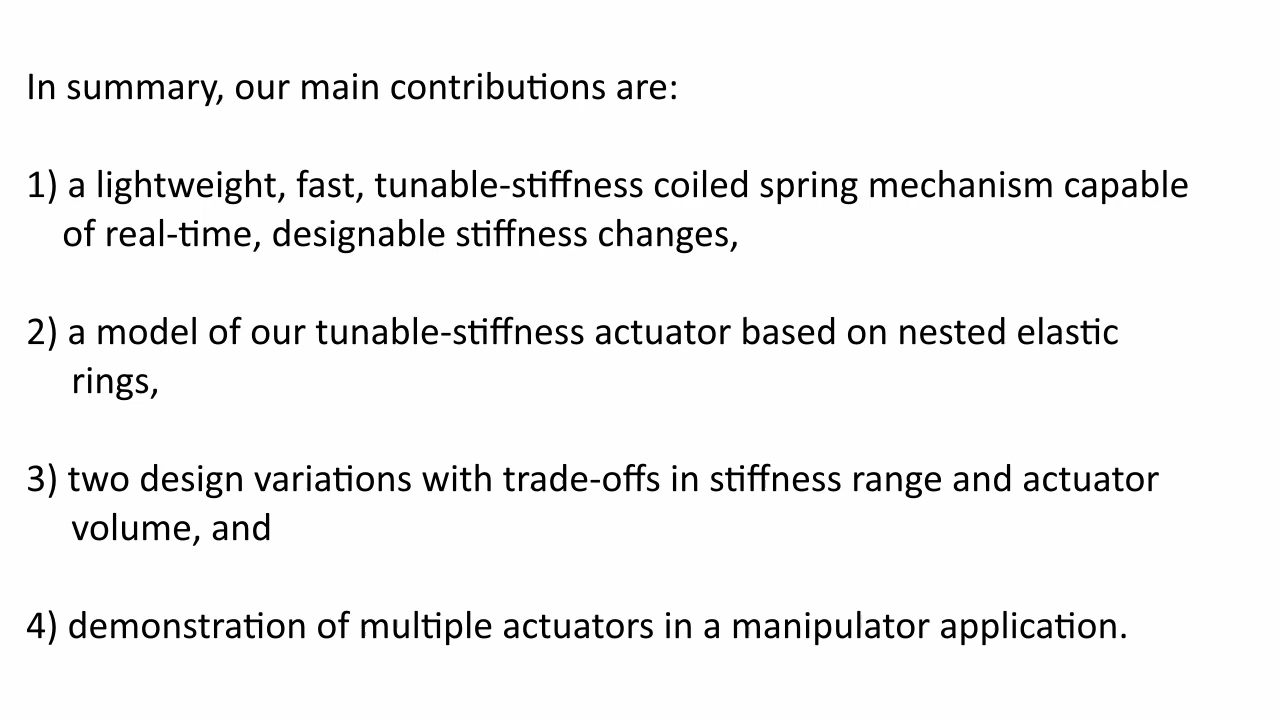 In summary, our main contributions are:
1) a lightweight, fast, tunable-stiffness coiled spring mechanism capable
of real-time, designable stiffness changes,
2) a model of our tunable-stiffness actuator based on nested elastic
rings,
3) two design variations with trade-offs in stiffness range and actuator
volume, and
4) demonstration of multiple actuators in a manipulator application.